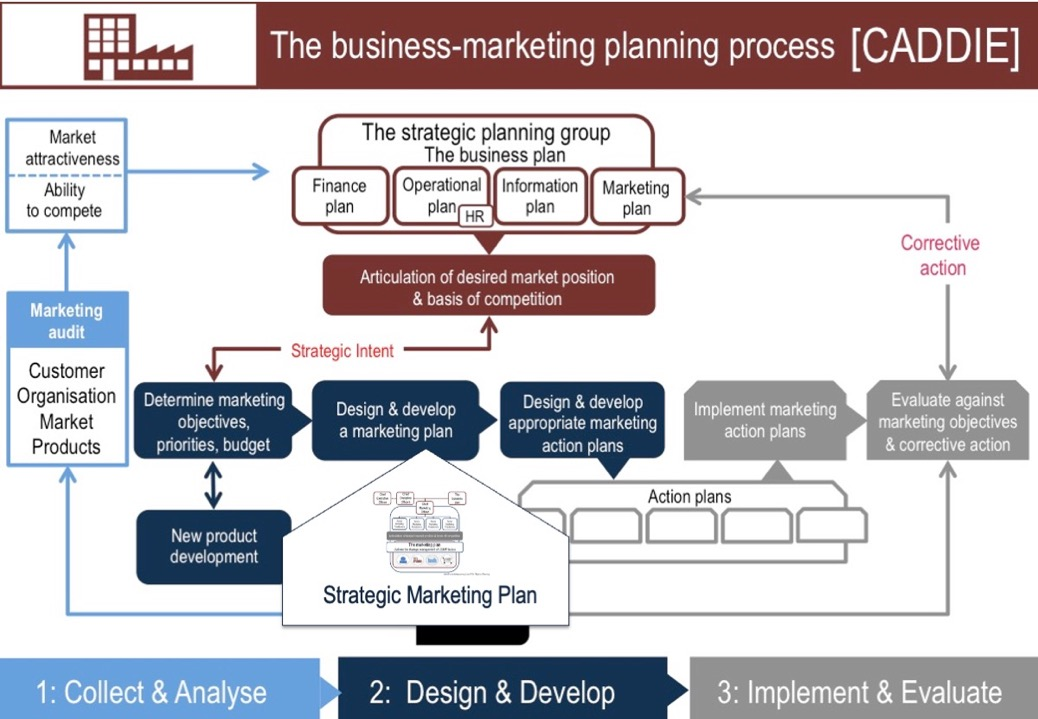 The business-marketing planning process [CADDIE]
Market
attractiveness
Ability
to compete
The strategic planning group
The business plan
Finance
plan
Operational
plan
HR
Information
plan
Marketing
plan
Corrective
action
Articulation of desired market position
& basis of competition
Marketing
audit
Customer
Organisation
Market
Products
Strategic Intent
Determine marketing
objectives,
priorities, budget
Design & develop
a marketing plan
Design & develop
appropriate marketing
action plans
Implement marketing
action plans
Evaluate against
marketing objectives
& corrective action
Action plans
New product
development
Strategic Marketing Plan
1: Collect & Analyse
2: Design & Develop
3: Implement & Evaluate